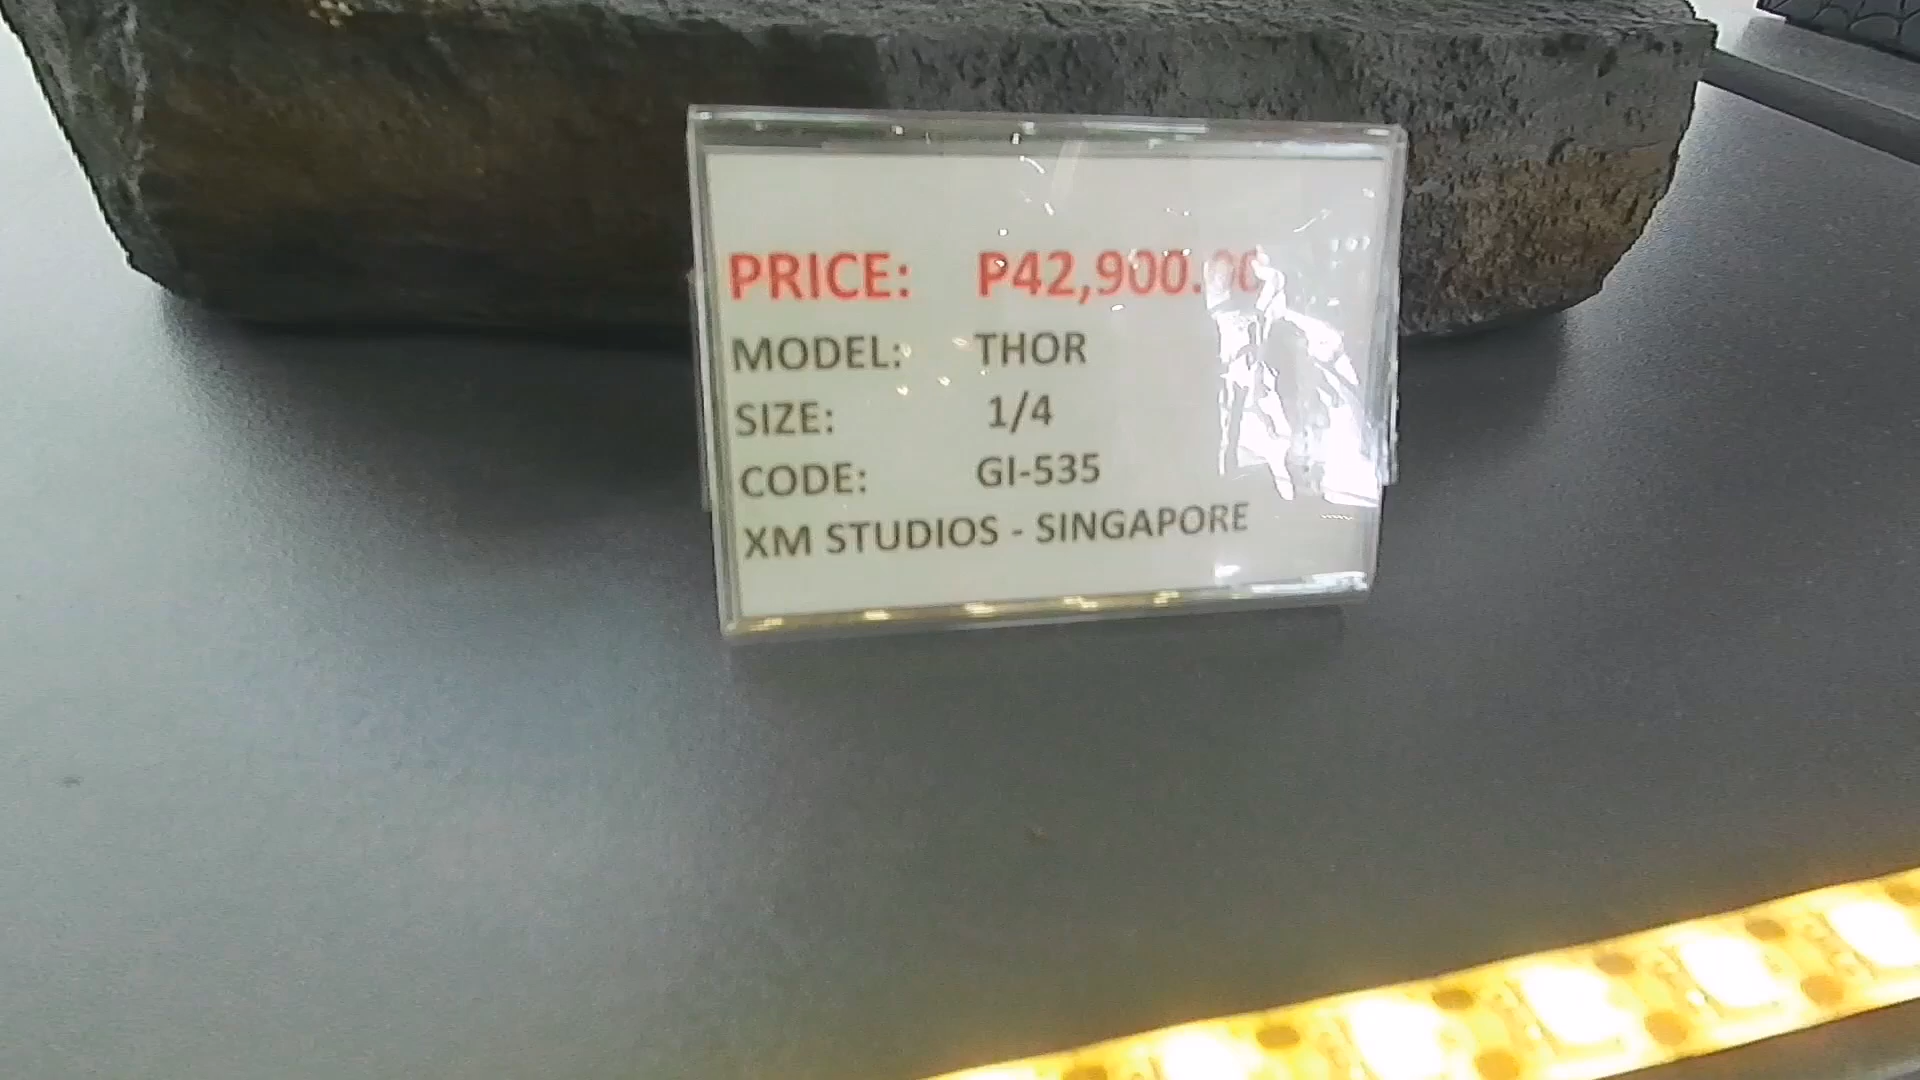 PRICE: P42,900.00
MODEL: THOR
SIZE: 1/4
CODE: GI-535
XM STUDIOS - SINGAPORE